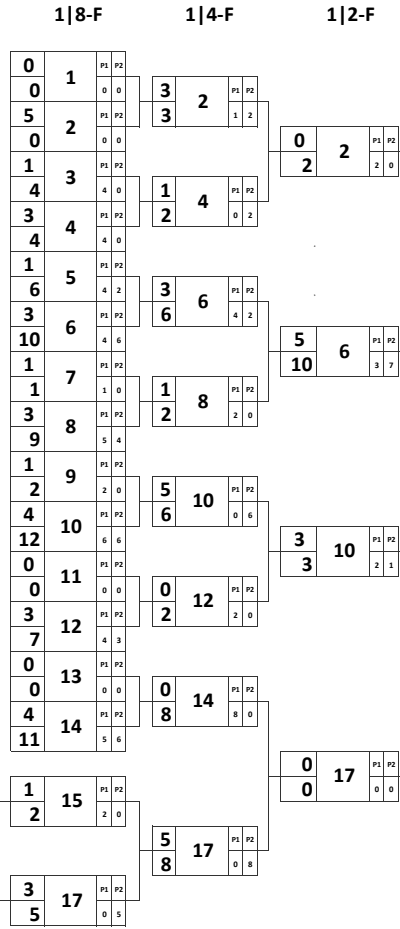 1|8-F 1|4-F 1|2-F
0 1 P1 P2
0 0 0
5 2 P1 P2
0 0 0
1 3 P1 P2
4 4 0
3 4 P1 P2
4 4 0
1 5 P1 P2
6 4 2
3 6 P1 P2
10 4 6
1 7 P1 P2
1 1 0
3 8 P1 P2
9 5 4
1 9 P1 P2
2 2 0
4 10 P1 P2
12 6 6
0 11 P1 P2
0 0 0
3 12 P1 P2
7 4 3
0 13 P1 P2
0 0 0
4 14 P1 P2
11 5 6
1 15 P1 P2
2 2 0
3 17 P1 P2
5 0 5
3 2 P1 P2
3 1 2
1 4 P1 P2
2 0 2
3 6 P1 P2
6 4 2
1 8 P1 P2
2 2 0
5 10 P1 P2
6 0 6
0 12 P1 P2
2 2 0
0 14 P1 P2
8 8 0
5 17 P1 P2
8 0 8
0 2 P1 P2
2 2 0
5 6 P1 P2
10 3 7
3 10 P1 P2
3 2 1
0 17 P1 P2
0 0 0